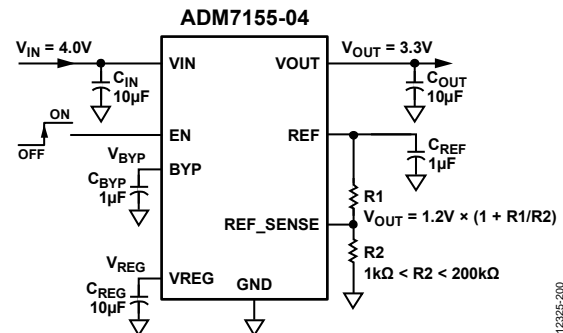 ADM7155-04
VIN = 4.0V
VOUT = 3.3V
VIN
VOUT
CIN
10µF
COUT
10µF
ON
OFF
EN
REF
CREF
1µF
VBYP
BYP
CBYP
1µF
R1
REF_SENSE
VOUT = 1.2V × (1 + R1/R2)
R2
1kΩ < R2 < 200kΩ
VREG
VREG
GND
CREG
10µF
12325-200